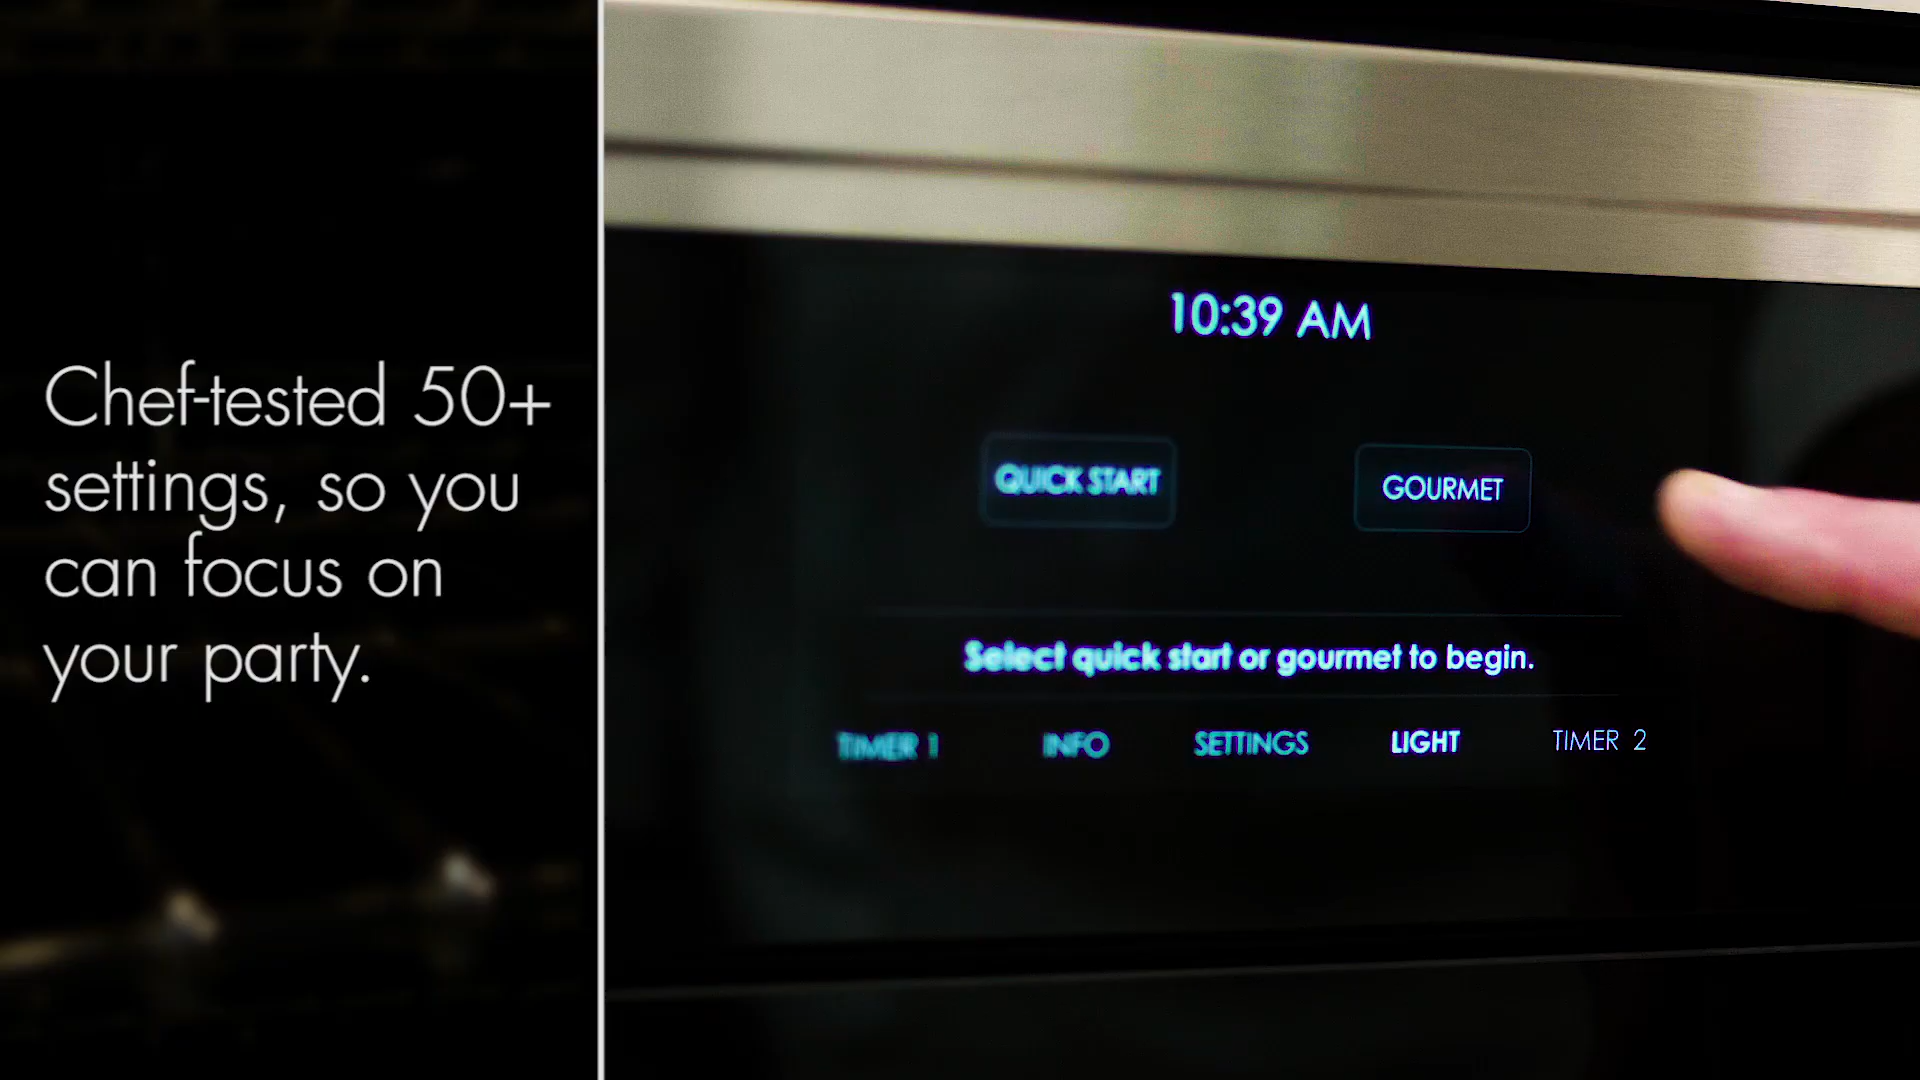 Chef-tested 50+
settings, so you
can focus on
your party.
10:39 AM
QUICK START
GOURMET
Select quick start or gourmet to begin.
TIMER 1
INFO
SETTINGS
LIGHT
TIMER 2